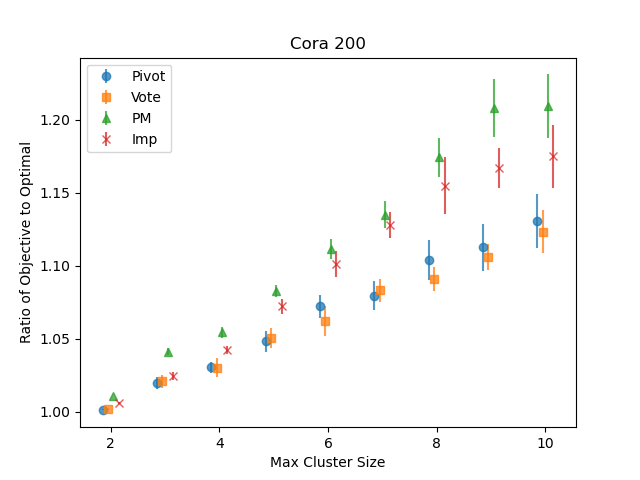 Cora 200
Pivot
Vote
PM
Imp
Ratio of Objective to Optimal
1.20
1.15
1.10
1.05
1.00
2 4 6 8 10
Max Cluster Size